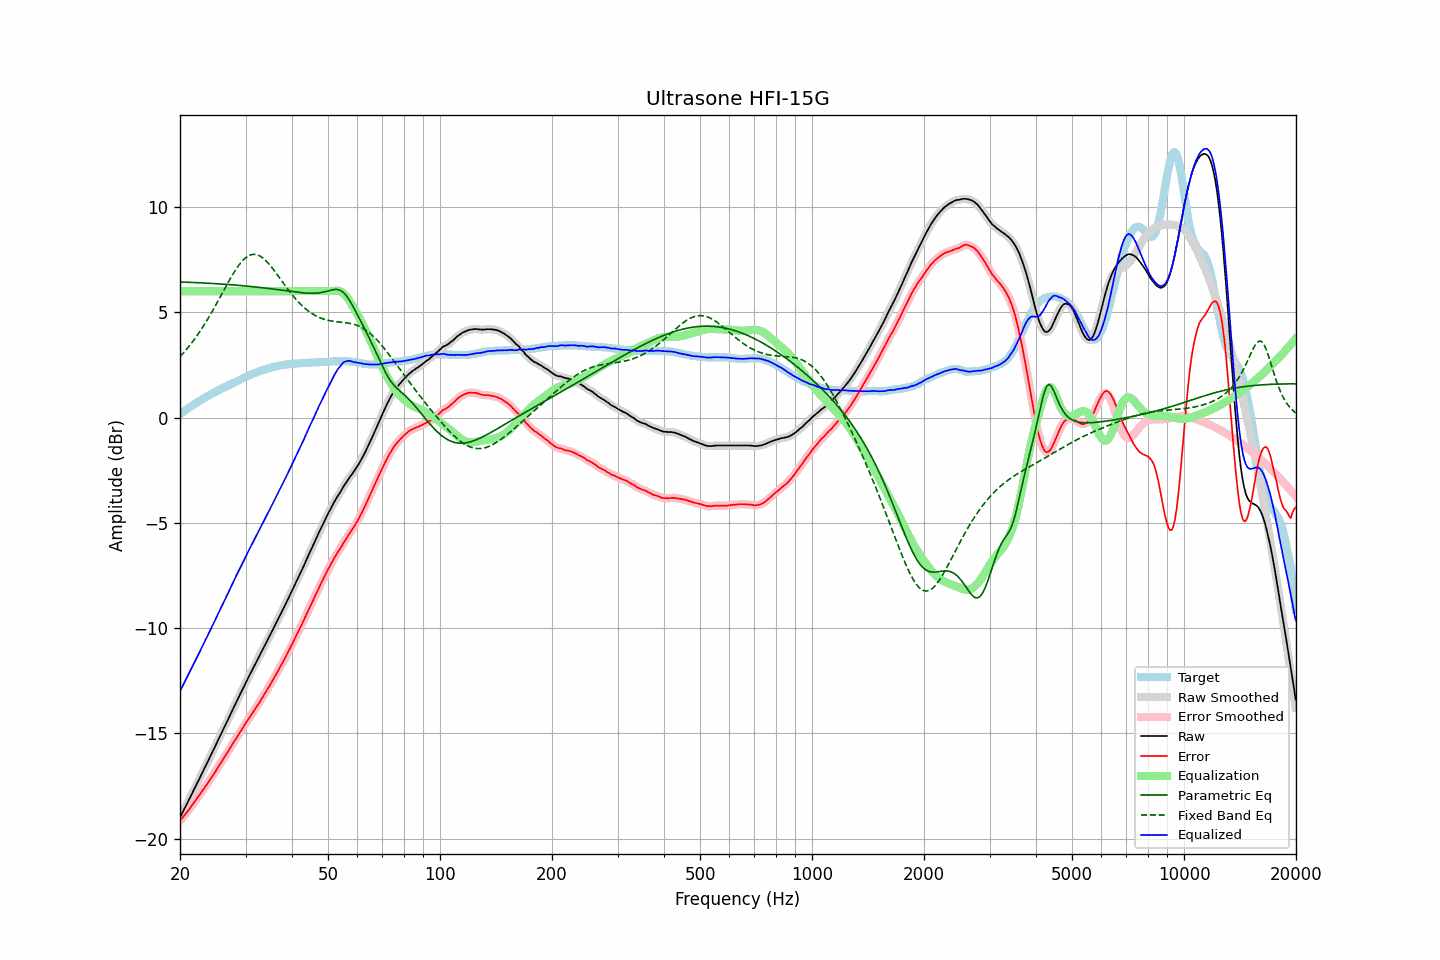 Ultrasone HFI-15G
Amplitude (dBr)
10
5
0
−5
−10
−15
−20
20
50
100
200
500
1000
2000
5000
10000
20000
Frequency (Hz)
Target
Raw Smoothed
Error Smoothed
Raw
Error
Equalization
Parametric Eq
Fixed Band Eq
Equalized